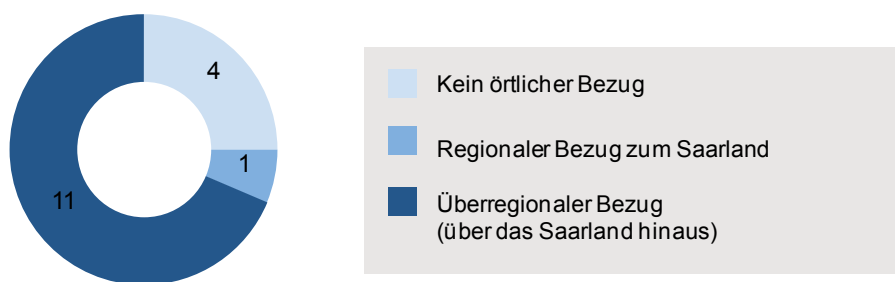 4
1
11
Kein örtlicher Bezug
Regionaler Bezug zum Saarland
Überregionaler Bezug
(über das Saarland hinaus)